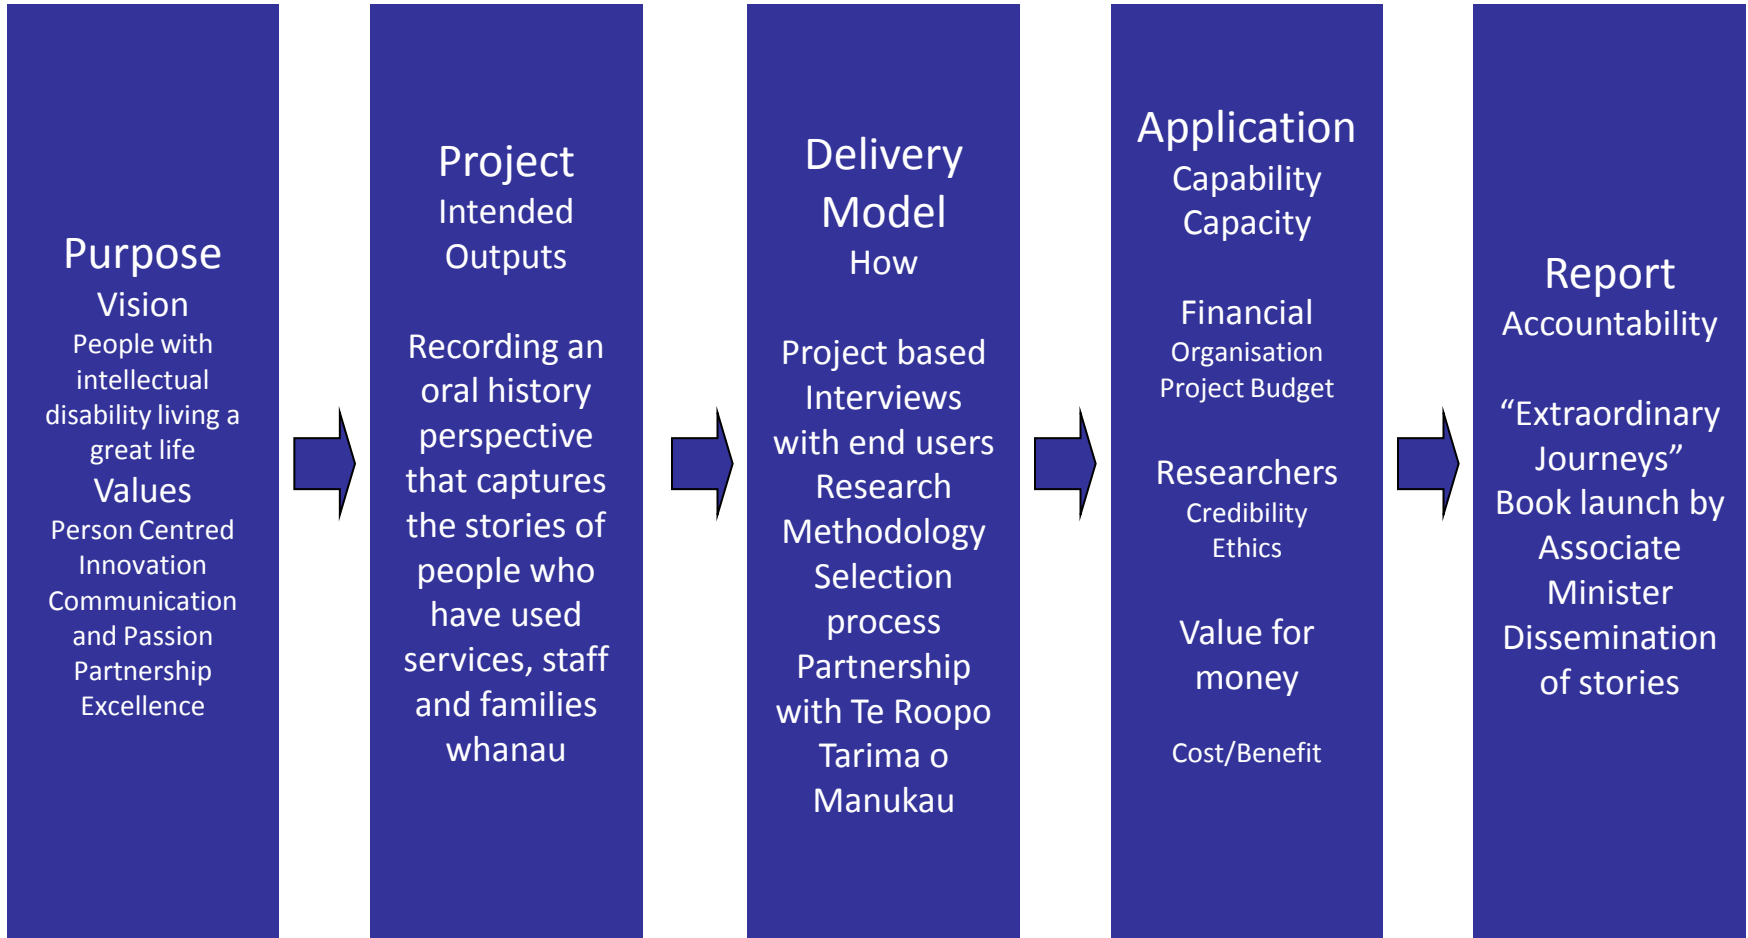 Purpose
Vision
People with
intellectual
disability living a
great life
Values
Person Centred
Innovation
Communication
and Passion
Partnership
Excellence
Project
Intended
Outputs
Recording an
oral history
perspective
that captures
the stories of
people who
have used
services, staff
and families
whanau
Delivery
Model
How
Project based
Interviews
with end users
Research
Methodology
Selection
process
Partnership
with Te Roopo
Tarima o
Manukau
Application
Capability
Capacity
Financial
Organisation
Project Budget
Researchers
Credibility
Ethics
Value for
money
Cost/Benefit
Report
Accountability
“Extraordinary
Journeys”
Book launch by
Associate
Minister
Dissemination
of stories